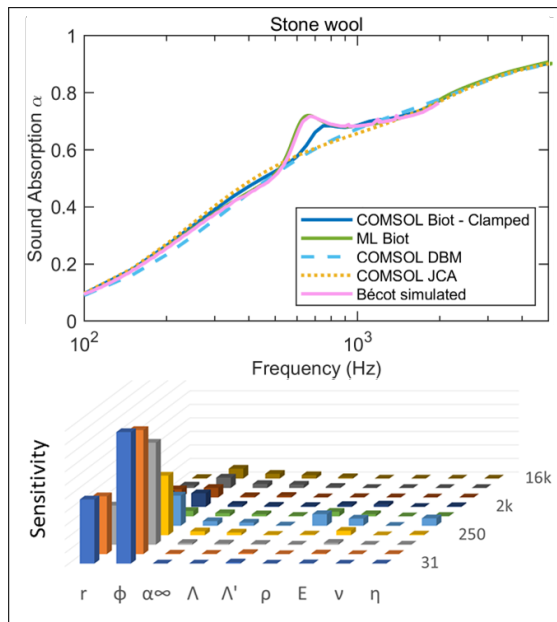 Stone wool
1
0.8
0.6
0.4
0.2
0
Sound Absorption α
COMSOL Biot - Clamped
ML Biot
COMSOL DBM
COMSOL JCA
Bécot simulated
10² 10³
Frequency (Hz)
Sensitivity
16k
2k
250
31
r ϕ α∞ Λ Λ' ρ E ν η